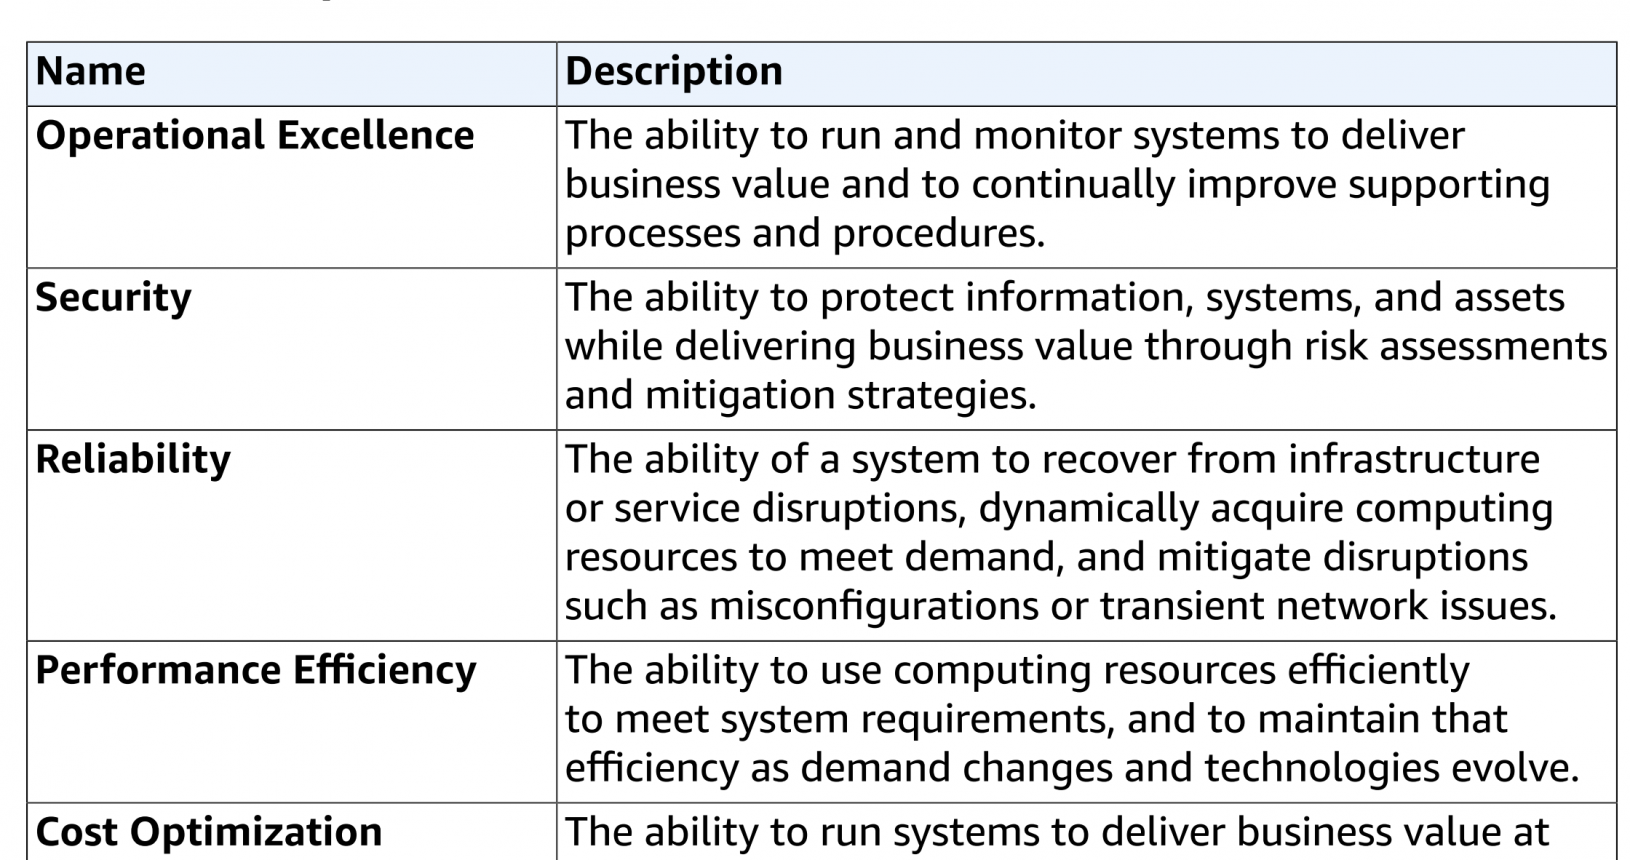 Name
Description
Operational Excellence
The ability to run and monitor systems to deliver
business value and to continually improve supporting
processes and procedures.
Security
The ability to protect information, systems, and assets
while delivering business value through risk assessments
and mitigation strategies.
Reliability
The ability of a system to recover from infrastructure
or service disruptions, dynamically acquire computing
resources to meet demand, and mitigate disruptions
such as misconfigurations or transient network issues.
Performance Efficiency
The ability to use computing resources efficiently
to meet system requirements, and to maintain that
efficiency as demand changes and technologies evolve.
Cost Optimization
The ability to run systems to deliver business value at